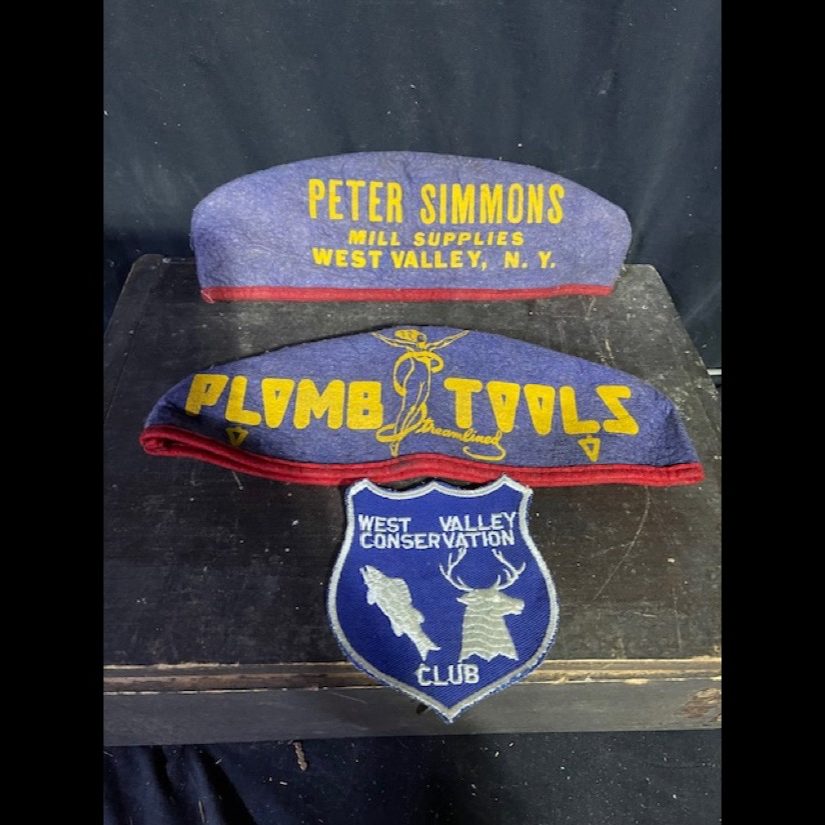 PETER SIMMONS
MILL SUPPLIES
WEST VALLEY, N. Y.
PLOMB TOOLS
Streamlined
WEST VALLEY
CONSERVATION
CLUB